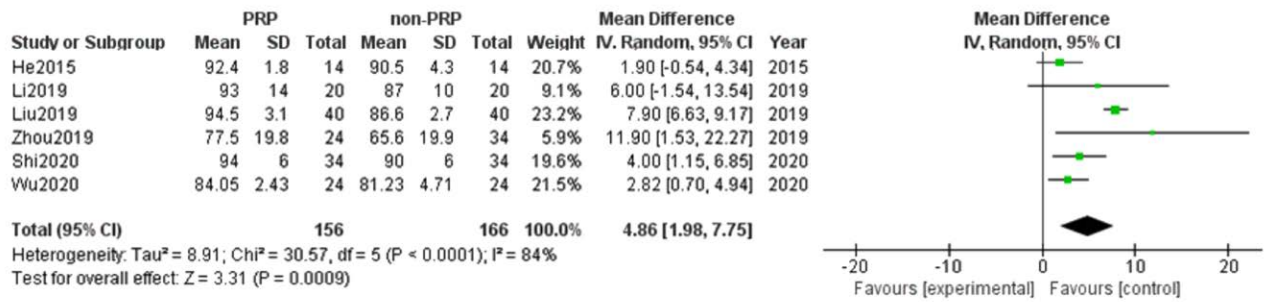 PRP non-PRP Mean Difference Mean Difference
Study or Subgroup Mean SD Total Mean SD Total Weight IV. Random, 95% CI Year IV, Random, 95% CI
He2015 92.4 1.8 14 90.5 4.3 14 20.7% 1.90 [-0.54, 4.34] 2015
Li2019 93 14 20 87 10 20 9.1% 6.00 [-1.54, 13.54] 2019
Liu2019 94.5 3.1 40 86.6 2.7 40 23.2% 7.90 [6.63, 9.17] 2019
Zhou2019 77.5 19.8 24 65.6 19.9 34 5.9% 11.90 [1.53, 22.27] 2019
Shi2020 94 6 34 90 6 34 19.6% 4.00 [1.15, 6.85] 2020
Wu2020 84.05 2.43 24 81.23 4.71 24 21.5% 2.82 [0.70, 4.94] 2020
Total (95% CI) 156 166 100.0% 4.86 [1.98, 7.75]
Heterogeneity: Tau² = 8.91; Chi² = 30.57, df = 5 (P < 0.0001); I² = 84%
Test for overall effect: Z = 3.31 (P = 0.0009)
-20 -10 0 10 20
Favours [experimental] Favours [control]